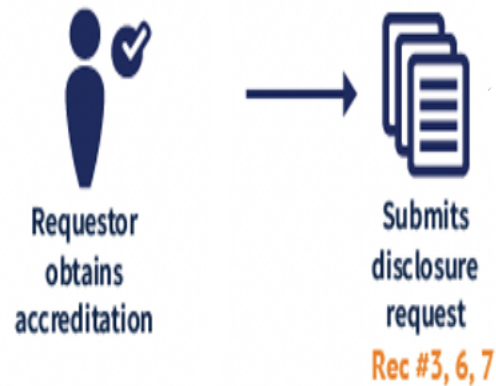 Requestor
obtains
accreditation
Submits
disclosure
request
Rec #3, 6, 7